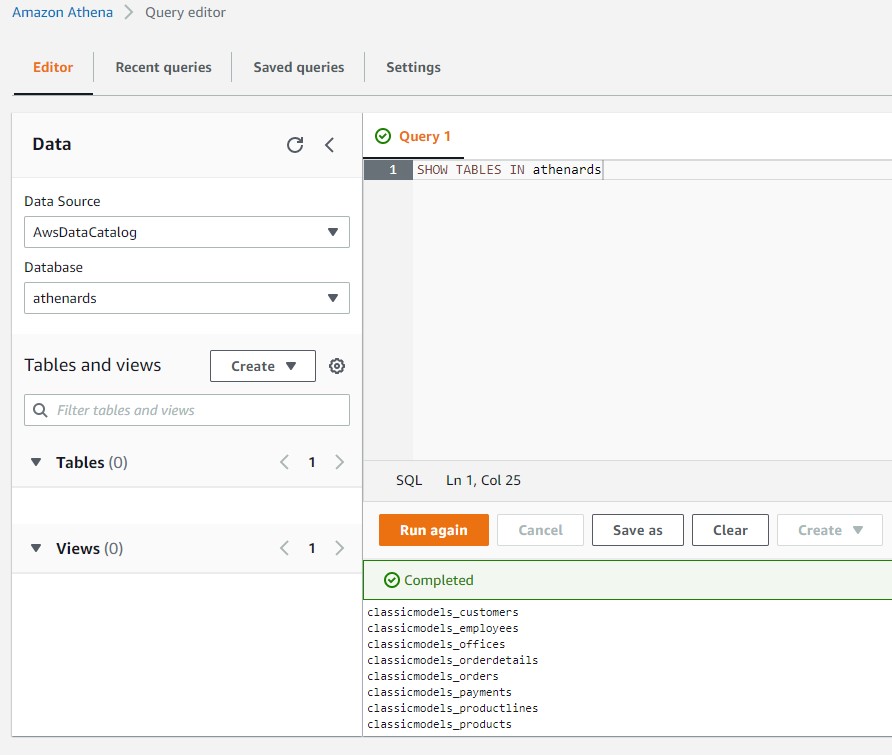 Amazon Athena > Query editor
Editor
Recent queries
Saved queries
Settings
Data
Data Source
AwsDataCatalog
Database
athenards
Tables and views
Create
Filter tables and views
Tables (0)
< 1 >
Views (0)
< 1 >
Query 1
1 SHOW TABLES IN athenards
SQL Ln 1, Col 25
Run again
Cancel
Save as
Clear
Create
Completed
classicmodels_customers
classicmodels_employees
classicmodels_offices
classicmodels_orderdetails
classicmodels_orders
classicmodels_payments
classicmodels_productlines
classicmodels_products